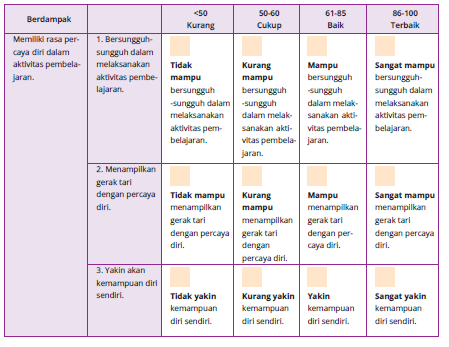 Berdampak
<50
Kurang
50-60
Cukup
61-85
Baik
86-100
Terbaik
Memiliki rasa per-
caya diri dalam
aktivitas pembela-
jaran.
1. Bersungguh-
sungguh dalam
melaksanakan
aktivitas pembe-
lajaran.
Tidak
mampu
bersungguh
-sungguh dalam
melaksanakan
aktivitas pem-
belajaran.
Kurang
mampu
bersungguh
-sungguh
dalam melak-
sanakan akti-
vitas pembela-
jaran.
Mampu
bersungguh
-sungguh
dalam melak-
sanakan akti-
vitas pembela-
jaran.
Sangat mampu
bersungguh-
sungguh dalam
melaksanakan
aktivitas pem-
belajaran.
2. Menampilkan
gerak tari
dengan percaya
diri.
Tidak mampu
menampilkan
gerak tari
dengan percaya
diri.
Kurang
mampu
menampilkan
gerak tari
dengan
percaya diri.
Mampu
menampilkan
gerak tari
dengan per-
caya diri.
Sangat mampu
menampilkan
gerak tari
dengan percaya
diri.
3. Yakin akan
kemampuan diri
sendiri.
Tidak yakin
kemampuan
diri sendiri.
Kurang yakin
kemampuan
diri sendiri.
Yakin
kemampuan
diri sendiri.
Sangat yakin
kemampuan
diri sendiri.